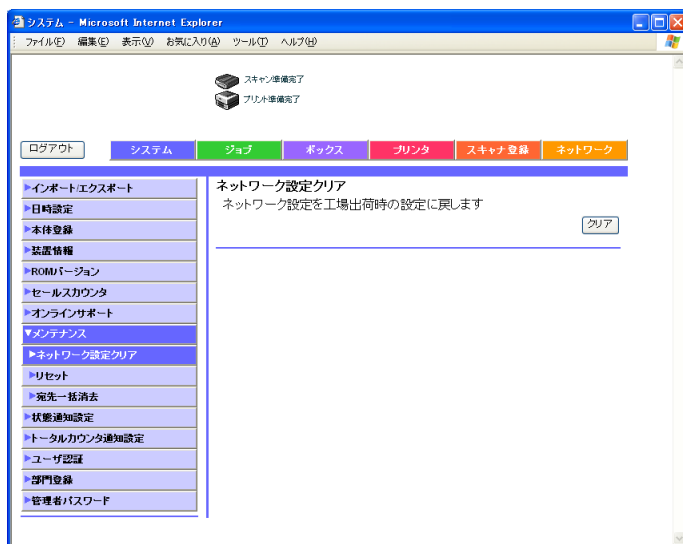 システム - Microsoft Internet Explorer
ファイル(F) 編集(E) 表示(V) お気に入り(A) ツール(T) ヘルプ(H)
スキャン準備完了
プリント準備完了
ログアウト システム ジョブ ボックス プリンタ スキャナ登録 ネットワーク
▶インポート/エクスポート
▶日時設定
▶本体登録
▶装置情報
▶ROMバージョン
▶セールスカウンタ
▶オンラインサポート
▼メンテナンス
▶ネットワーク設定クリア
▶リセット
▶宛先一括消去
▶状態通知設定
▶トータルカウンタ通知設定
▶ユーザ認証
▶部門登録
▶管理者パスワード
ネットワーク設定クリア
ネットワーク設定を工場出荷時の設定に戻します
クリア